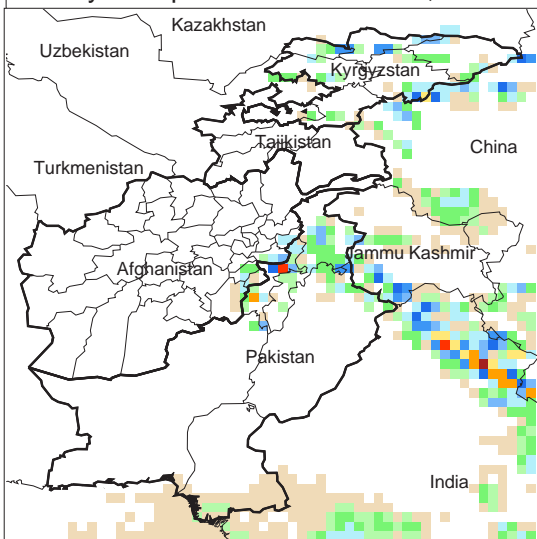 Kazakhstan
Uzbekistan
Kyrgyzstan
Tajikistan
China
Turkmenistan
Jammu Kashmir
Afghanistan
Pakistan
India